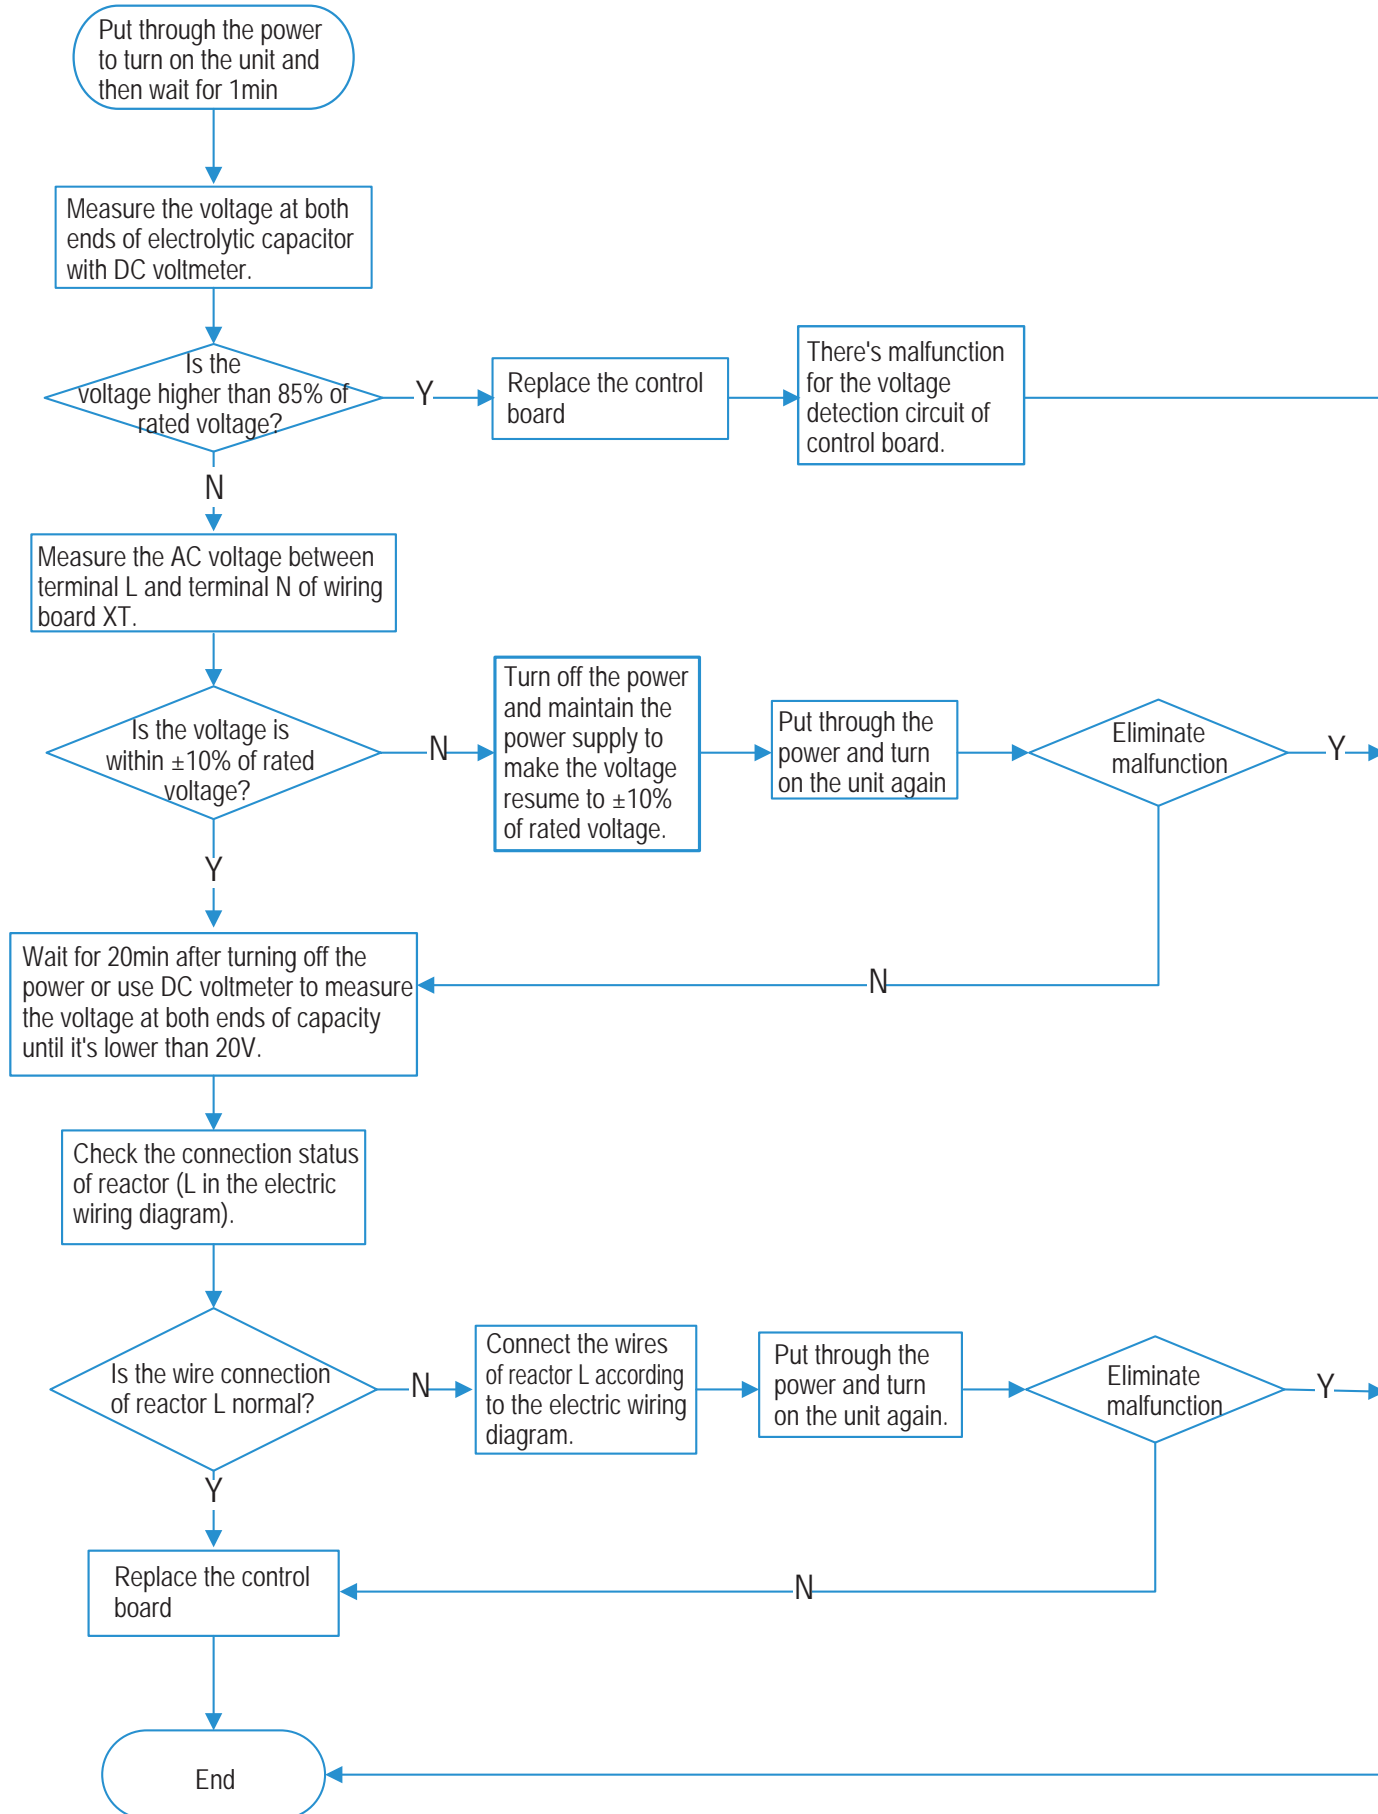 Put through the power
to turn on the unit and
then wait for 1min
Measure the voltage at both
ends of electrolytic capacitor
with DC voltmeter.
Is the
voltage higher than 85% of
rated voltage?
Y
Replace the control
board
There's malfunction
for the voltage
detection circuit of
control board.
N
Measure the AC voltage between
terminal L and terminal N of wiring
board XT.
Is the voltage is
within ±10% of rated
voltage?
N
Turn off the power
and maintain the
power supply to
make the voltage
resume to ±10%
of rated voltage.
Put through the
power and turn
on the unit again
Eliminate
malfunction
Y
Y
N
Wait for 20min after turning off the
power or use DC voltmeter to measure
the voltage at both ends of capacity
until it's lower than 20V.
Check the connection status
of reactor (L in the electric
wiring diagram).
Is the wire connection
of reactor L normal?
N
Connect the wires
of reactor L according
to the electric wiring
diagram.
Put through the
power and turn
on the unit again.
Eliminate
malfunction
Y
Y
N
Replace the control
board
End